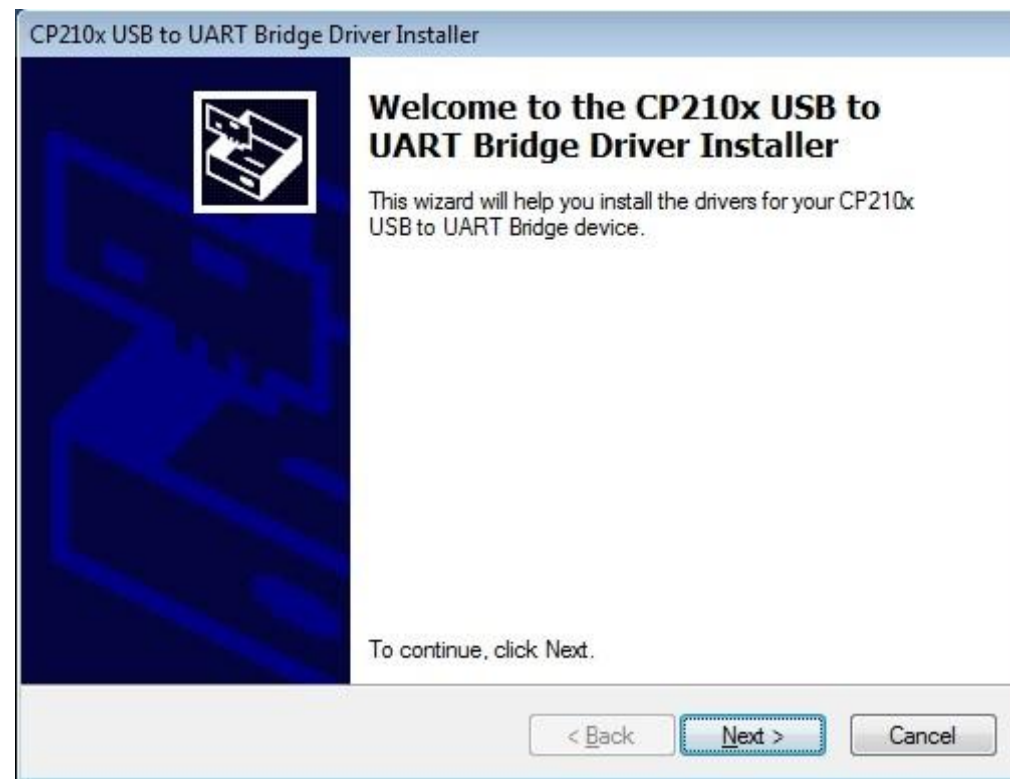 CP210x USB to UART Bridge Driver Installer
Welcome to the CP210x USB to
UART Bridge Driver Installer
This wizard will help you install the drivers for your CP210x
USB to UART Bridge device.
To continue, click Next.
< Back
Next >
Cancel